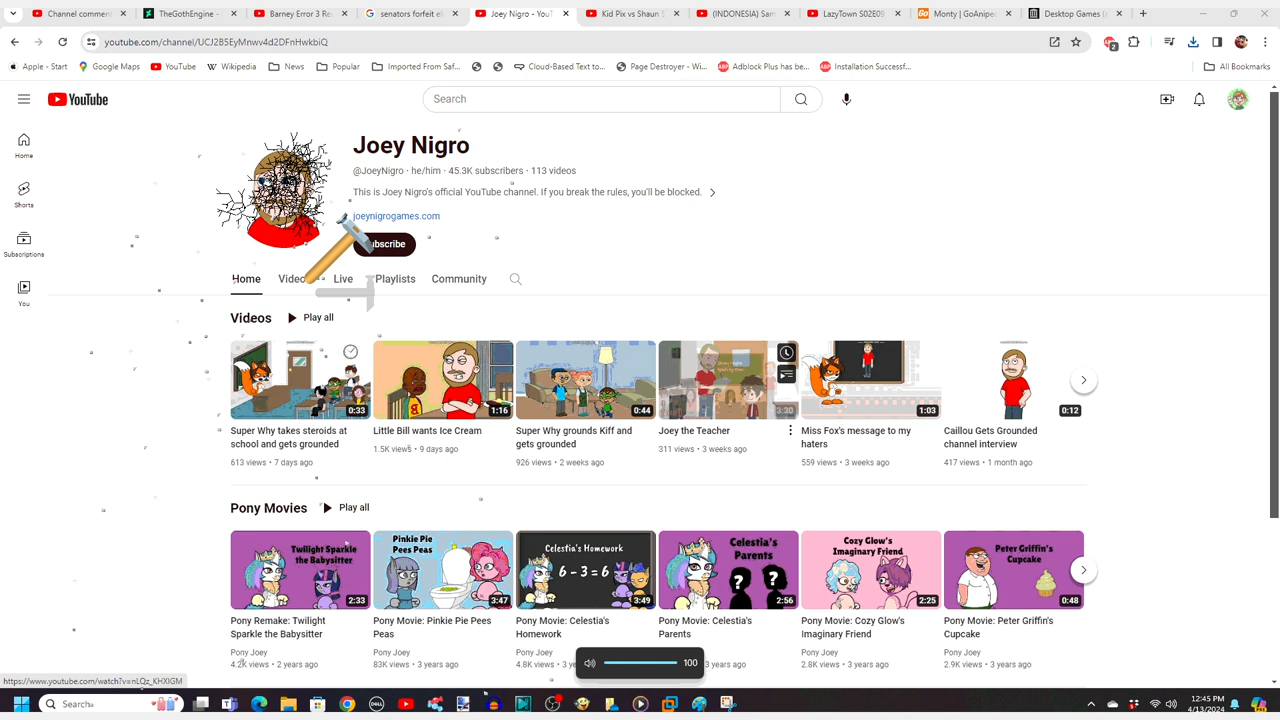 Channel comment
TheGothEngine -
Barney Error 3 Re
senators forfeit el
Joey Nigro - YouT
Kid Pix vs Shaun S
(INDONESIA) Sam
LazyTown S02E09
Monty | GoAniped
Desktop Games (A
youtube.com/channel/UCJ2B5EyMnwv4d2DFnHwkbiQ
2
Apple - Start
Google Maps
YouTube
Wikipedia
News
Popular
Imported From Saf...
Cloud-Based Text to...
Page Destroyer - Wi...
Adblock Plus has be...
Installation Successf...
All Bookmarks
YouTube
Search
Home
Shorts
Subscriptions
You
Joey Nigro
@JoeyNigro · he/him · 45.3K subscribers · 113 videos
This is Joey Nigro's official YouTube channel. If you break the rules, you'll be blocked.
joeynigrogames.com
Home
Live
Playlists
Community
Videos
Play all
0:33
1:16
0:44
3:30
1:03
0:12
Super Why takes steroids at
school and gets grounded
613 views · 7 days ago
Little Bill wants Ice Cream
1.5K views · 9 days ago
Super Why grounds Kiff and
gets grounded
926 views · 2 weeks ago
Joey the Teacher
311 views · 3 weeks ago
Miss Fox's message to my
haters
559 views · 3 weeks ago
Caillou Gets Grounded
channel interview
417 views · 1 month ago
Pony Movies
Play all
Twilight Sparkle
the Babysitter
2:33
Pinkie Pie
Pees Peas
3:47
Celestia's Homework
6 - 3 = 6
3:49
Celestia's
Parents
? ?
2:56
Cozy Glow's
Imaginary Friend
2:25
Peter Griffin's
Cupcake
0:48
Pony Remake: Twilight
Sparkle the Babysitter
Pony Joey
4.2K views · 2 years ago
Pony Movie: Pinkie Pie Pees
Peas
Pony Joey
83K views · 3 years ago
Pony Movie: Celestia's
Homework
Pony Joey
4.8K views
Pony Movie: Celestia's
Parents
3 years ago
Pony Movie: Cozy Glow's
Imaginary Friend
Pony Joey
2.8K views · 3 years ago
Pony Movie: Peter Griffin's
Cupcake
Pony Joey
2.9K views · 3 years ago
100
https://www.youtube.com/watch?v=nLQz_KHXIGM
Search
12:45 PM
4/13/2024